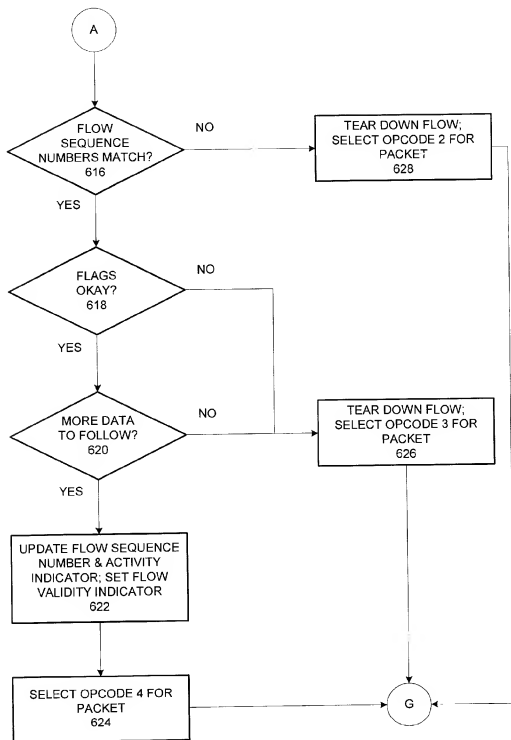 A
FLOW
SEQUENCE
NUMBERS MATCH?
616
NO
YES
TEAR DOWN FLOW;
SELECT OPCODE 2 FOR
PACKET
628
FLAGS
OKAY?
618
NO
YES
MORE DATA
TO FOLLOW?
620
NO
YES
TEAR DOWN FLOW;
SELECT OPCODE 3 FOR
PACKET
626
UPDATE FLOW SEQUENCE
NUMBER & ACTIVITY
INDICATOR; SET FLOW
VALIDITY INDICATOR
622
SELECT OPCODE 4 FOR
PACKET
624
G